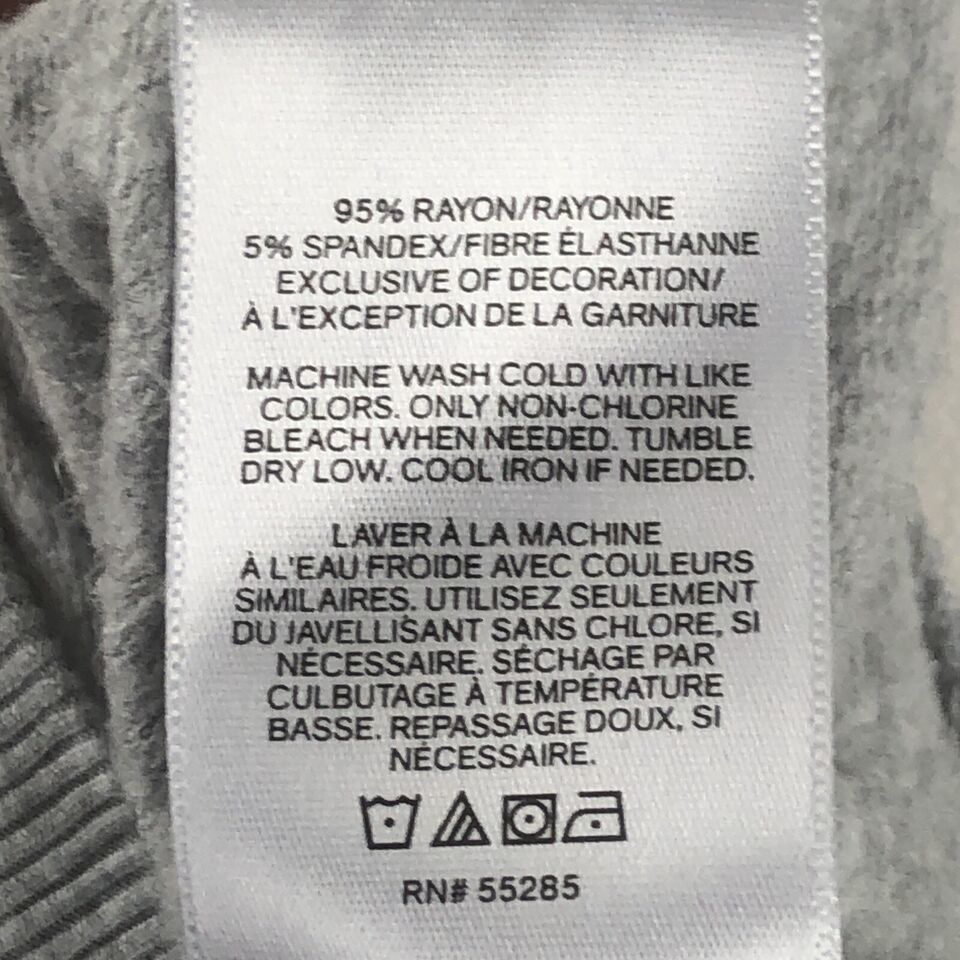 95% RAYON/RAYONNE
5% SPANDEX/FIBRE ÉLASTHANNE
EXCLUSIVE OF DECORATION/
À L'EXCEPTION DE LA GARNITURE
MACHINE WASH COLD WITH LIKE
COLORS. ONLY NON-CHLORINE
BLEACH WHEN NEEDED. TUMBLE
DRY LOW. COOL IRON IF NEEDED.
LAVER À LA MACHINE
À L'EAU FROIDE AVEC COULEURS
SIMILAIRES. UTILISEZ SEULEMENT
DU JAVELLISANT SANS CHLORE, SI
NÉCESSAIRE. SÉCHAGE PAR
CULBUTAGE À TEMPÉRATURE
BASSE. REPASSAGE DOUX, SI
NÉCESSAIRE.
RN# 55285